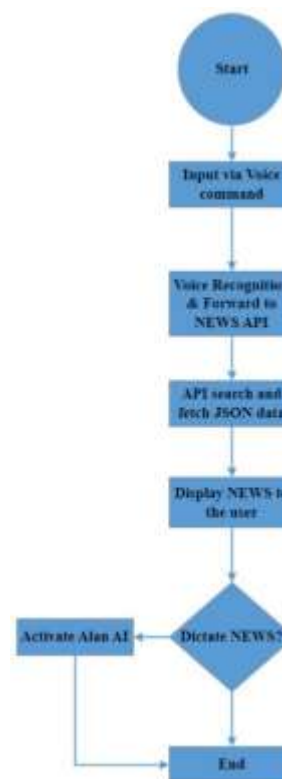 Start
Input via Voice
command
Voice Recognition
& Forward to
NEWS API
API search and
fetch JSON data
Display NEWS to
the user
Activate Alan AI
Dictate NEWS?
End